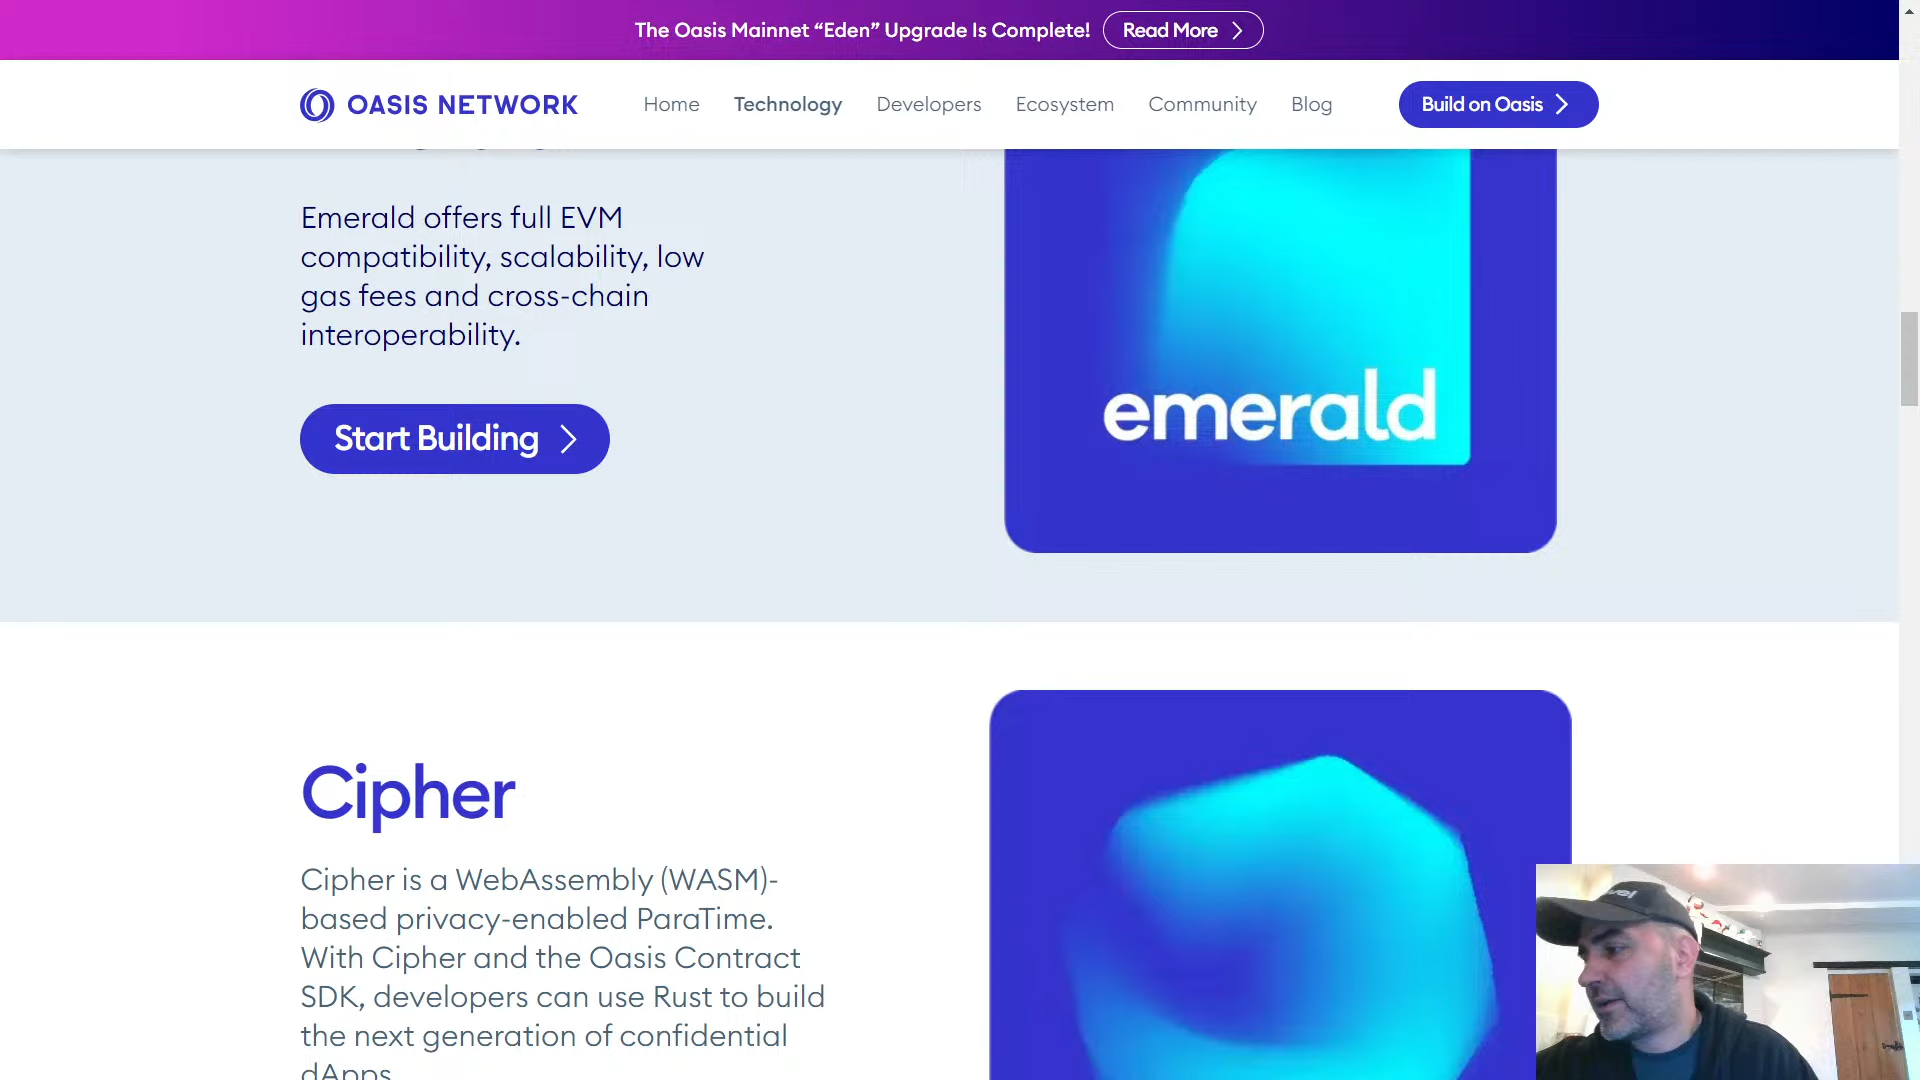 The Oasis Mainnet “Eden” Upgrade Is Complete! Read More
OASIS NETWORK Home Technology Developers Ecosystem Community Blog Build on Oasis
Emerald offers full EVM
compatibility, scalability, low
gas fees and cross-chain
interoperability.
Start Building
emerald
Cipher
Cipher is a WebAssembly (WASM)-
based privacy-enabled ParaTime.
With Cipher and the Oasis Contract
SDK, developers can use Rust to build
the next generation of confidential
dApps.